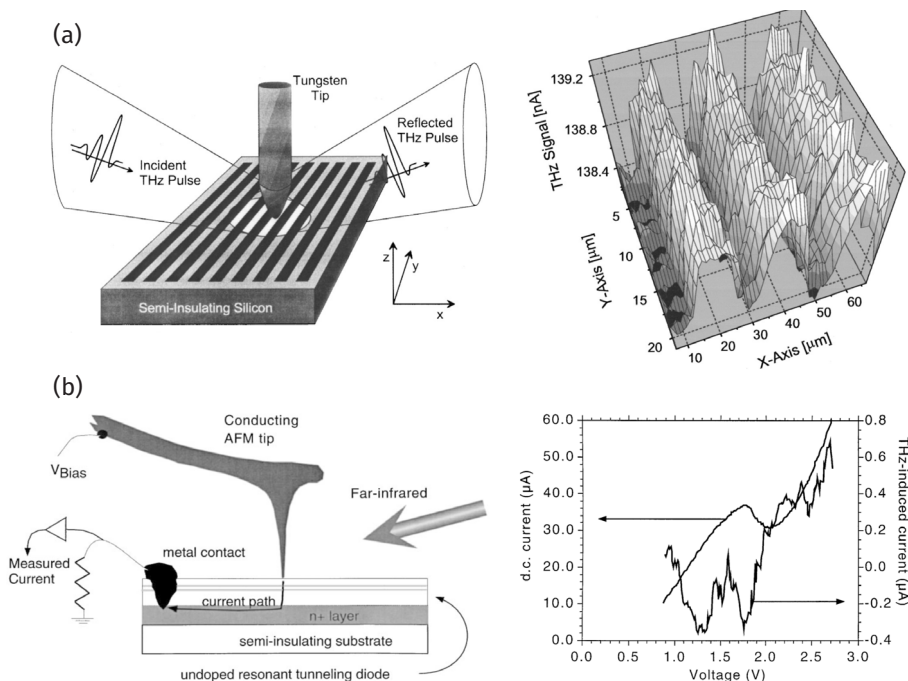 (a)
Tungsten
Tip
Reflected
THz Pulse
Incident
THz Pulse
z
y
x
Semi-Insulating Silicon
THz Signal [nA]
139.2
138.8
138.4
5
10
15
20
Y-Axis [µm]
10
20
30
40
50
60
X-Axis [µm]
(b)
Conducting
AFM tip
VBias
Far-infrared
metal contact
Measured
Current
current path
n+ layer
semi-insulating substrate
undoped resonant tunneling diode
d.c. current (µA)
60.0
50.0
40.0
30.0
20.0
10.0
0.0
0.0 0.5 1.0 1.5 2.0 2.5 3.0
Voltage (V)
0.8
0.6
0.4
0.2
0.0
-0.2
-0.4
THz-induced current (µA)